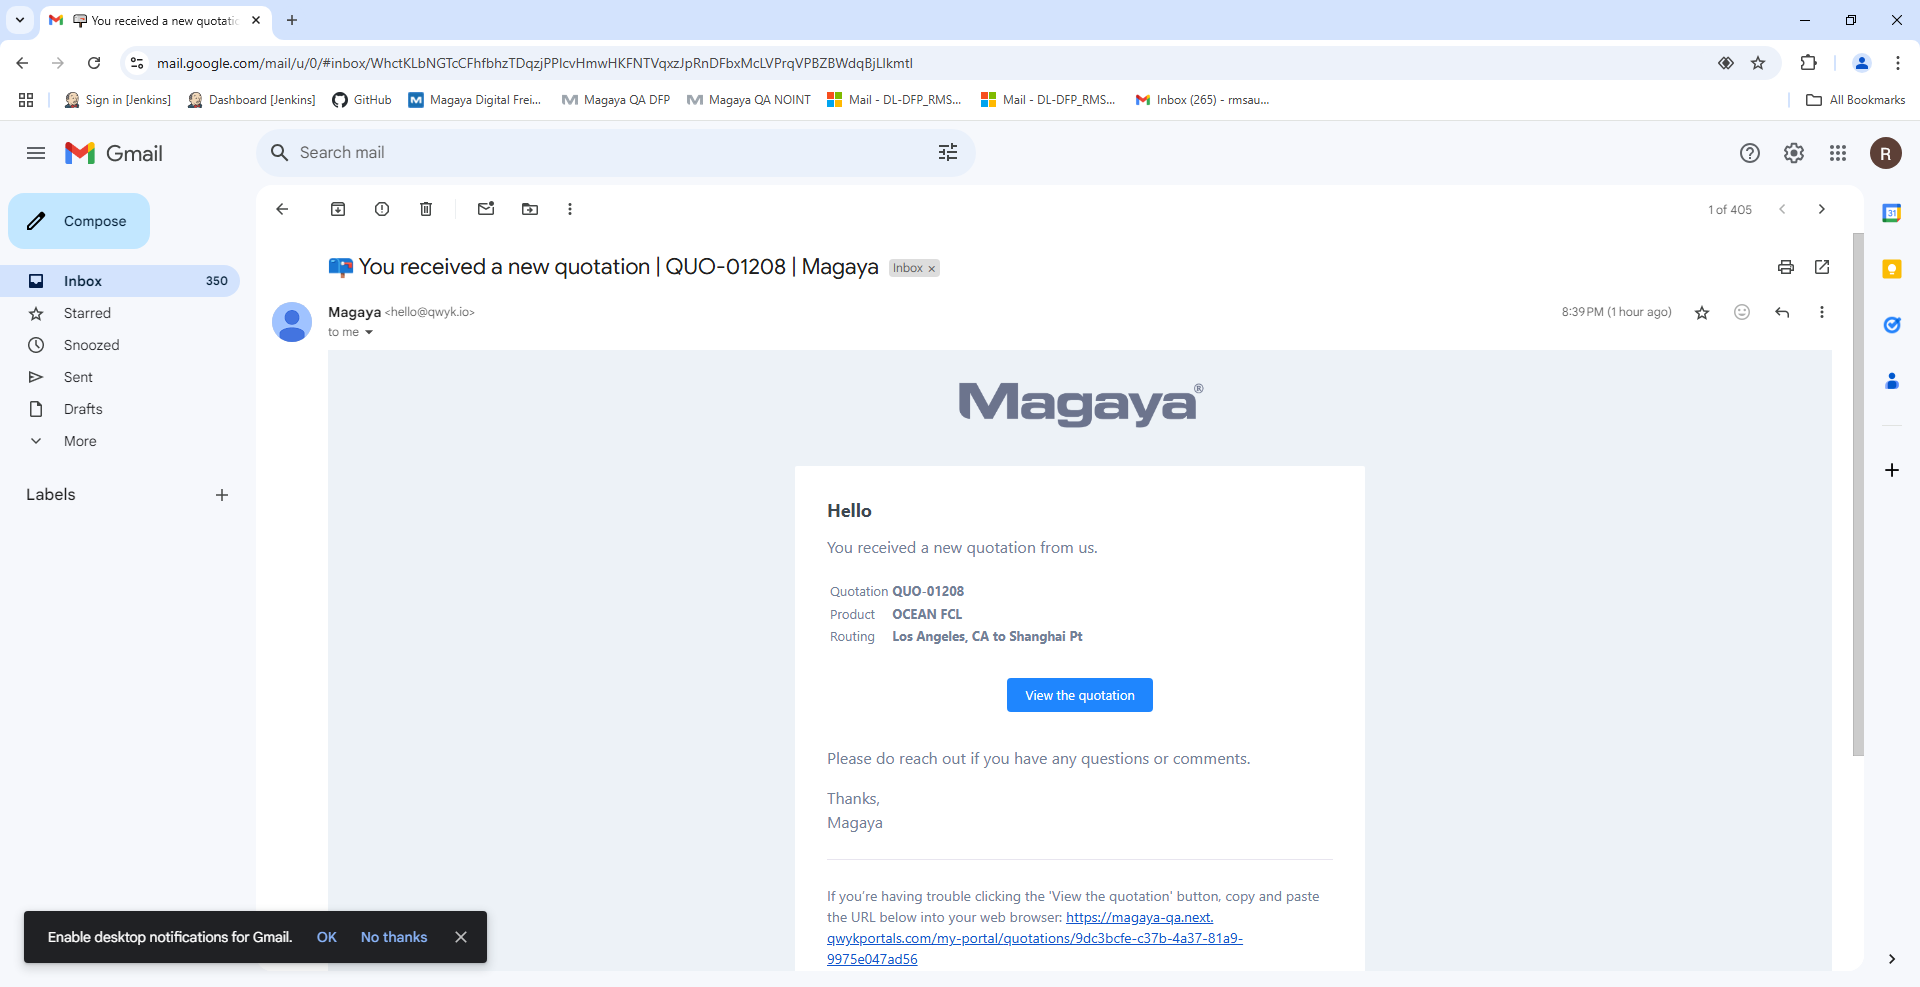 You received a new quotatio
mail.google.com/mail/u/0/#inbox/WhctKLbNGTcCFhfbhzTDqzjPPlcvHmwHKFNTVqxzJpRnDFbxMcLVPrqVPBZBWdqBjLlkmtl
Sign in [Jenkins]
Dashboard [Jenkins]
GitHub
Magaya Digital Frei...
Magaya QA DFP
Magaya QA NOINT
Mail - DL-DFP_RMS...
Mail - DL-DFP_RMS...
Inbox (265) - rmsau...
All Bookmarks
Gmail
Search mail
R
Compose
1 of 405
31
Inbox 350
Starred
Snoozed
Sent
Drafts
More
Labels
You received a new quotation | QUO-01208 | Magaya
Inbox ×
Magaya <hello@qwyk.io>
8:39 PM (1 hour ago)
to me
Magaya®
Hello
You received a new quotation from us.
Quotation QUO-01208
Product OCEAN FCL
Routing Los Angeles, CA to Shanghai Pt
View the quotation
Please do reach out if you have any questions or comments.
Thanks,
Magaya
If you're having trouble clicking the 'View the quotation' button, copy and paste
the URL below into your web browser: https://magaya-qa.next.
qwykportals.com/my-portal/quotations/9dc3bcfe-c37b-4a37-81a9-
9975e047ad56
Enable desktop notifications for Gmail. OK No thanks